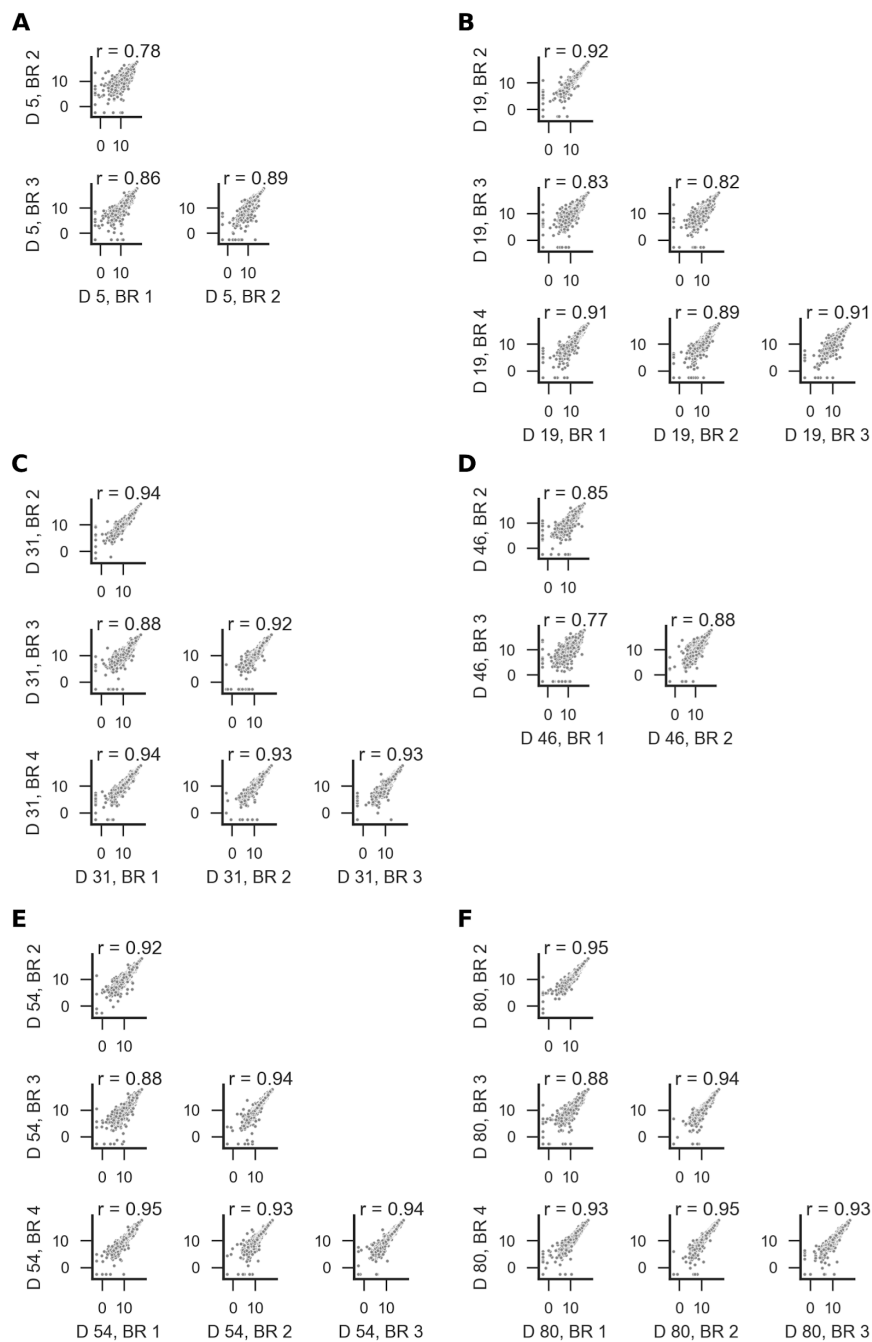 A
r = 0.78
D 5, BR 2
10
0
0 10
r = 0.86 r = 0.89
D 5, BR 3
10 10
0 0
0 10 0 10
D 5, BR 1 D 5, BR 2
B
r = 0.92
D 19, BR 2
10
0
0 10
r = 0.83 r = 0.82
D 19, BR 3
10 10
0 0
0 10 0 10
r = 0.91 r = 0.89 r = 0.91
D 19, BR 4
10 10 10
0 0 0
0 10 0 10 0 10
D 19, BR 1 D 19, BR 2 D 19, BR 3
C
r = 0.94
D 31, BR 2
10
0
0 10
r = 0.88 r = 0.92
D 31, BR 3
10 10
0 0
0 10 0 10
r = 0.94 r = 0.93 r = 0.93
D 31, BR 4
10 10 10
0 0 0
0 10 0 10 0 10
D 31, BR 1 D 31, BR 2 D 31, BR 3
D
r = 0.85
D 46, BR 2
10
0
0 10
r = 0.77 r = 0.88
D 46, BR 3
10 10
0 0
0 10 0 10
D 46, BR 1 D 46, BR 2
E
r = 0.92
D 54, BR 2
10
0
0 10
r = 0.88 r = 0.94
D 54, BR 3
10 10
0 0
0 10 0 10
r = 0.95 r = 0.93 r = 0.94
D 54, BR 4
10 10 10
0 0 0
0 10 0 10 0 10
D 54, BR 1 D 54, BR 2 D 54, BR 3
F
r = 0.95
D 80, BR 2
10
0
0 10
r = 0.88 r = 0.94
D 80, BR 3
10 10
0 0
0 10 0 10
r = 0.93 r = 0.95 r = 0.93
D 80, BR 4
10 10 10
0 0 0
0 10 0 10 0 10
D 80, BR 1 D 80, BR 2 D 80, BR 3